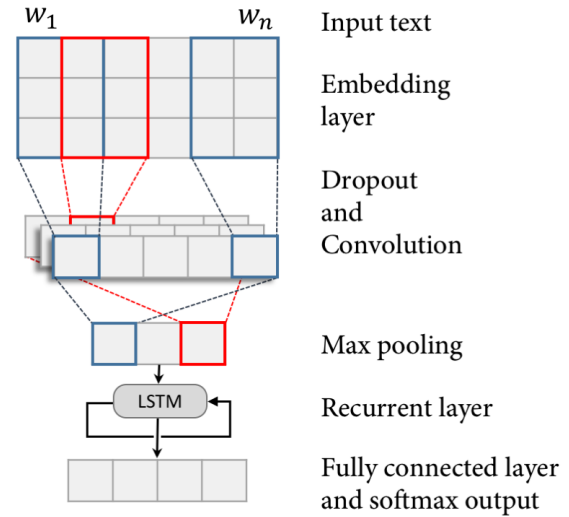 w₁ wₙ
Input text
Embedding
layer
Dropout
and
Convolution
Max pooling
LSTM
Recurrent layer
Fully connected layer
and softmax output